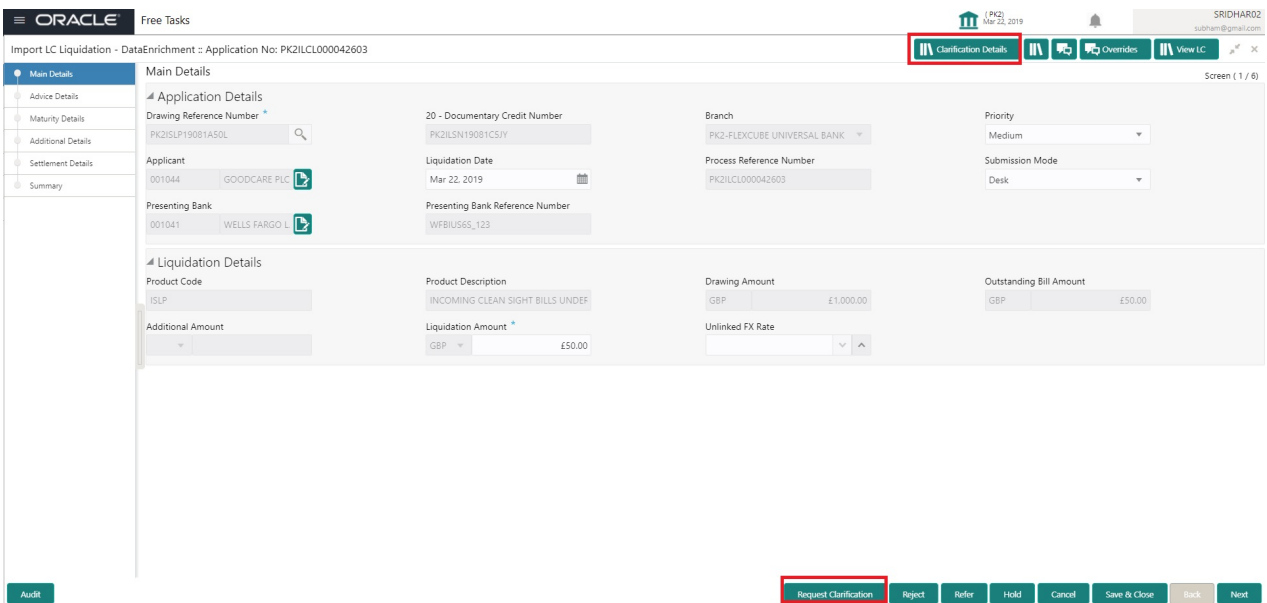 ORACLE
Free Tasks
(PK2)
Mar 22, 2019
SRIDHAR02
subham@gmail.com
Import LC Liquidation - DataEnrichment :: Application No: PK2ILCL000042603
Clarification Details
Overrides
View LC
Main Details
Advice Details
Maturity Details
Additional Details
Settlement Details
Summary
Main Details
Screen ( 1 / 6)
Application Details
Drawing Reference Number *
20 - Documentary Credit Number
Branch
Priority
PK2ISLP19081A50L
PK2ILSN19081C5JY
PK2-FLEXCUBE UNIVERSAL BANK
Medium
Applicant
Liquidation Date
Process Reference Number
Submission Mode
001044 GOODCARE PLC
Mar 22, 2019
PK2ILCL000042603
Desk
Presenting Bank
Presenting Bank Reference Number
001041 WELLS FARGO L
WFBIUS6S_123
Liquidation Details
Product Code
Product Description
Drawing Amount
Outstanding Bill Amount
ISLP
INCOMING CLEAN SIGHT BILLS UNDER
GBP £1,000.00
GBP £50.00
Additional Amount
Liquidation Amount *
Unlinked FX Rate
GBP £50.00
Audit
Request Clarification
Reject
Refer
Hold
Cancel
Save & Close
Back
Next